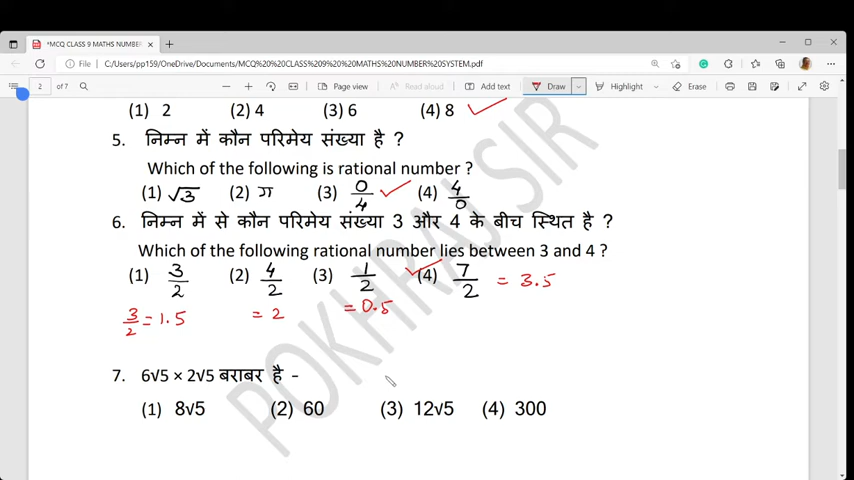 *MCQ CLASS 9 MATHS NUMBER
File | C:/Users/pp159/OneDrive/Documents/MCQ%20%20CLASS%209%20%20MATHS%20NUMBER%20SYSTEM.pdf
2 of 7 Page view Read aloud Add text Draw Highlight Erase
(1) 2 (2) 4 (3) 6 (4) 8 ✓
5. निम्न में कौन परिमेय संख्या है ?
Which of the following is rational number ?
(1) √3 (2) π (3) 0/4 ✓ (4) 4/0
6. निम्न में से कौन परिमेय संख्या 3 और 4 के बीच स्थित है ?
Which of the following rational number lies between 3 and 4 ?
(1) 3/2 (2) 4/2 (3) 1/2 ✓ (4) 7/2 = 3.5
3/2 = 1.5 = 2 = 0.5
7. 6√5 × 2√5 बराबर है -
(1) 8√5 (2) 60 (3) 12√5 (4) 300
POKHRAJ SIR